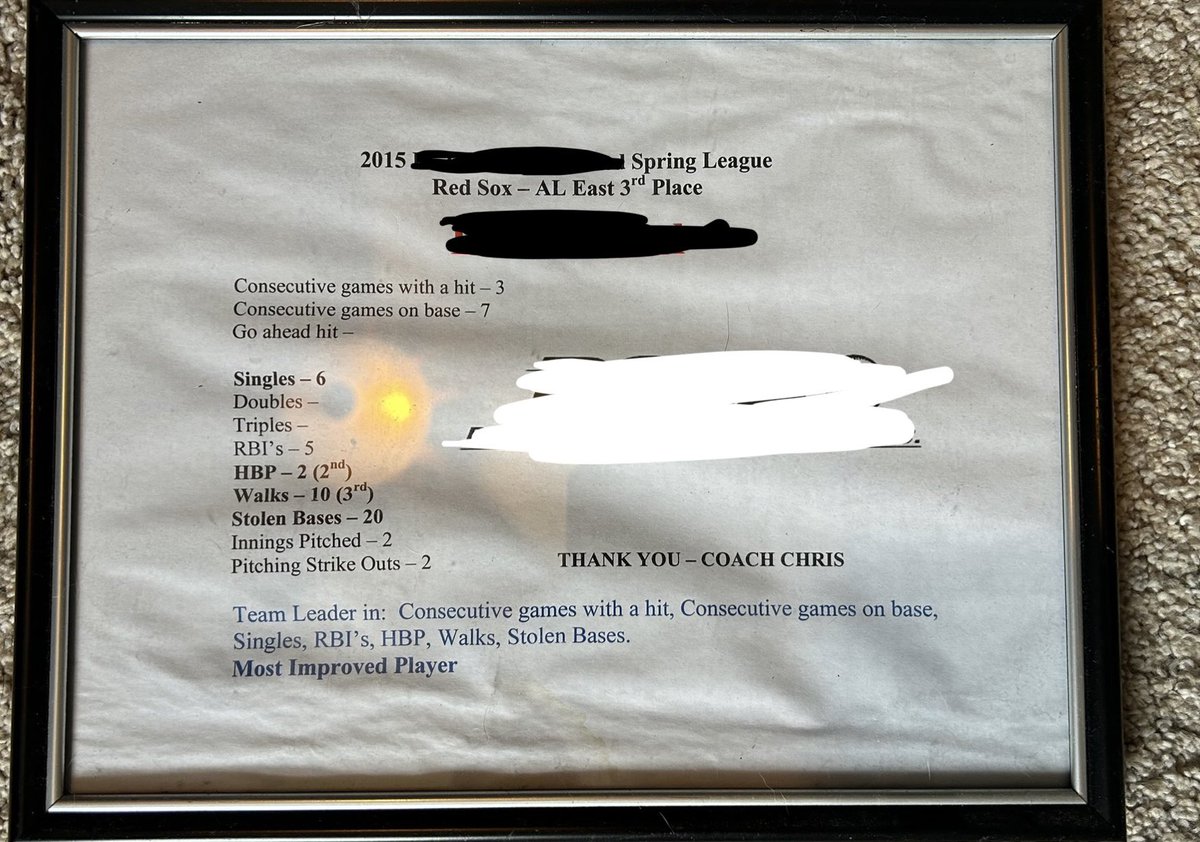 2015 Spring League
Red Sox – AL East 3rd Place
Consecutive games with a hit – 3
Consecutive games on base – 7
Go ahead hit –
Singles – 6
Doubles –
Triples –
RBI's – 5
HBP – 2 (2nd)
Walks – 10 (3rd)
Stolen Bases – 20
Innings Pitched – 2
Pitching Strike Outs – 2
THANK YOU – COACH CHRIS
Team Leader in: Consecutive games with a hit, Consecutive games on base,
Singles, RBI's, HBP, Walks, Stolen Bases.
Most Improved Player